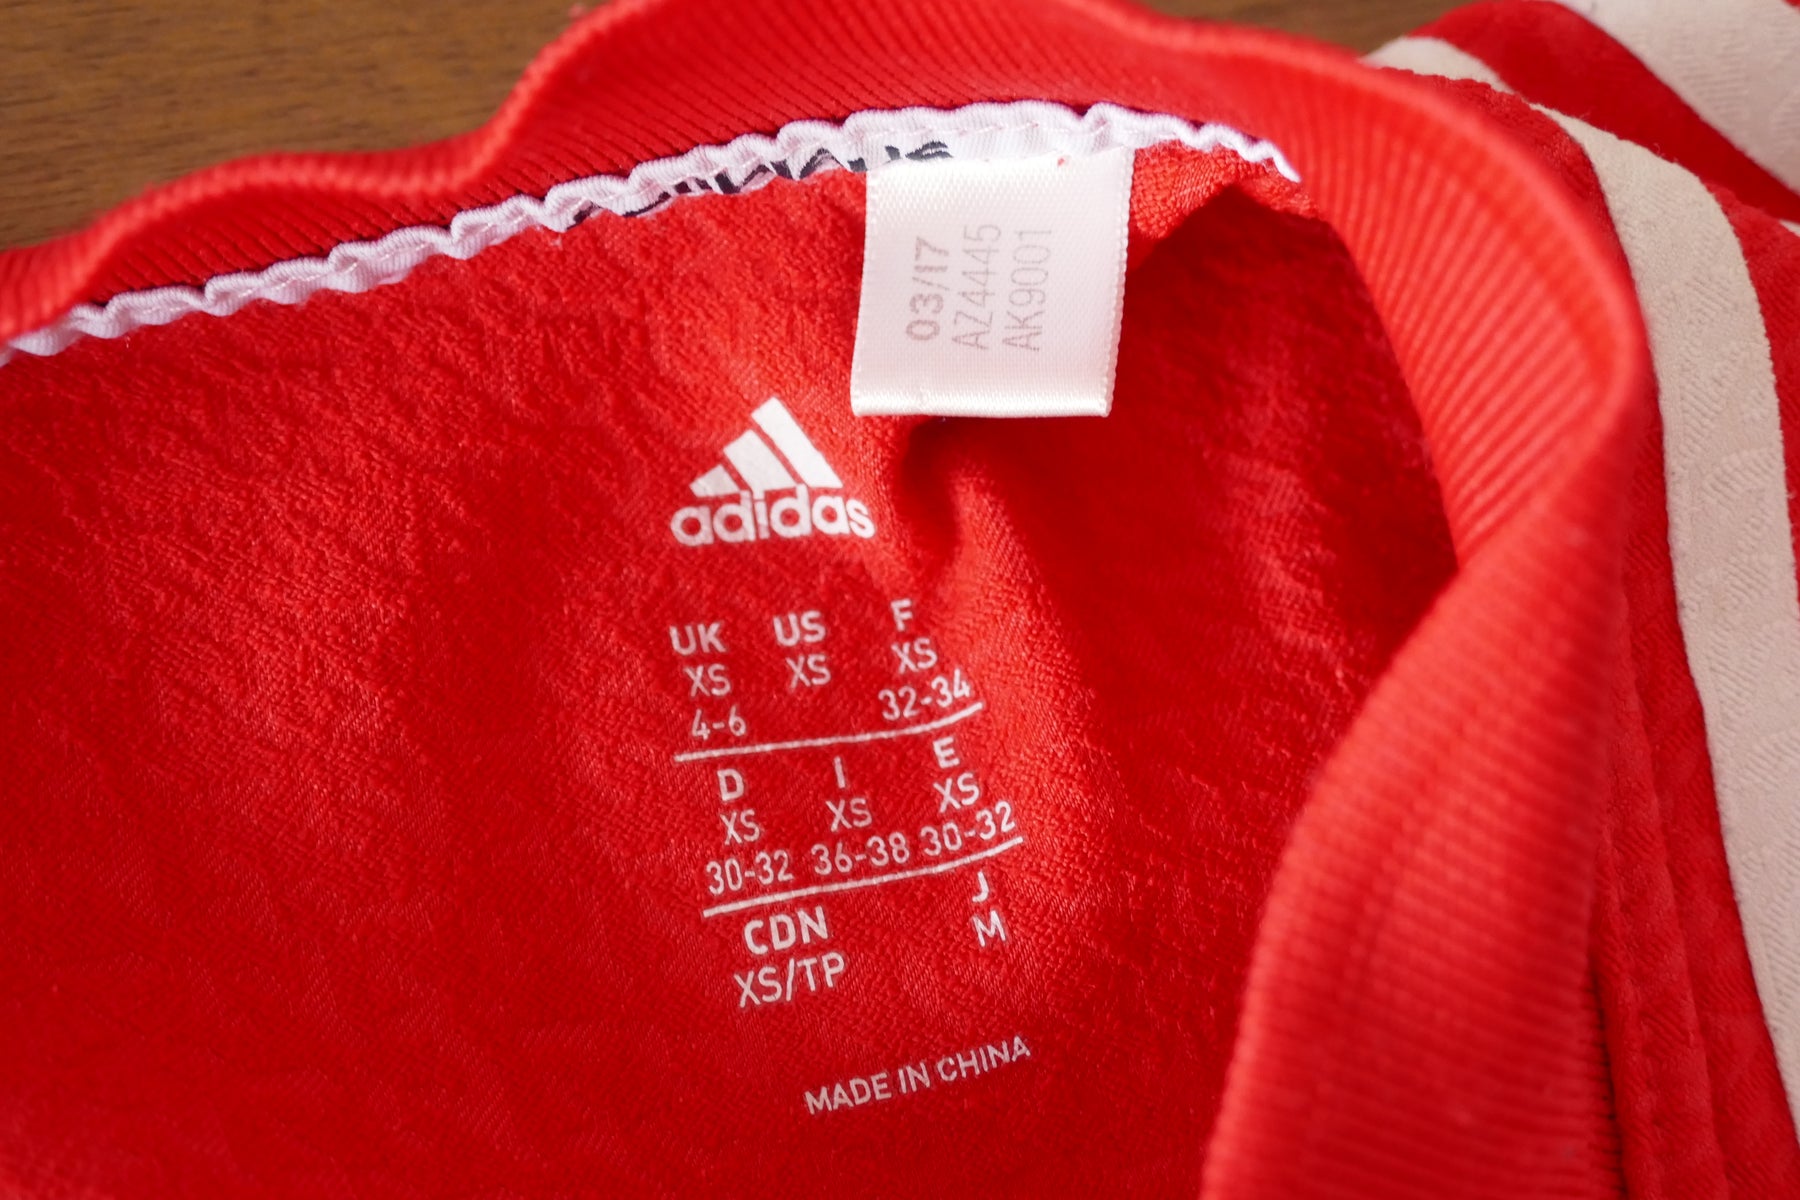 03/17
AZ4445
AK9001
adidas
UK US F
XS XS XS
4-6 32-34
D I E
XS XS XS
30-32 36-38 30-32
CDN J
XS/TP M
MADE IN CHINA